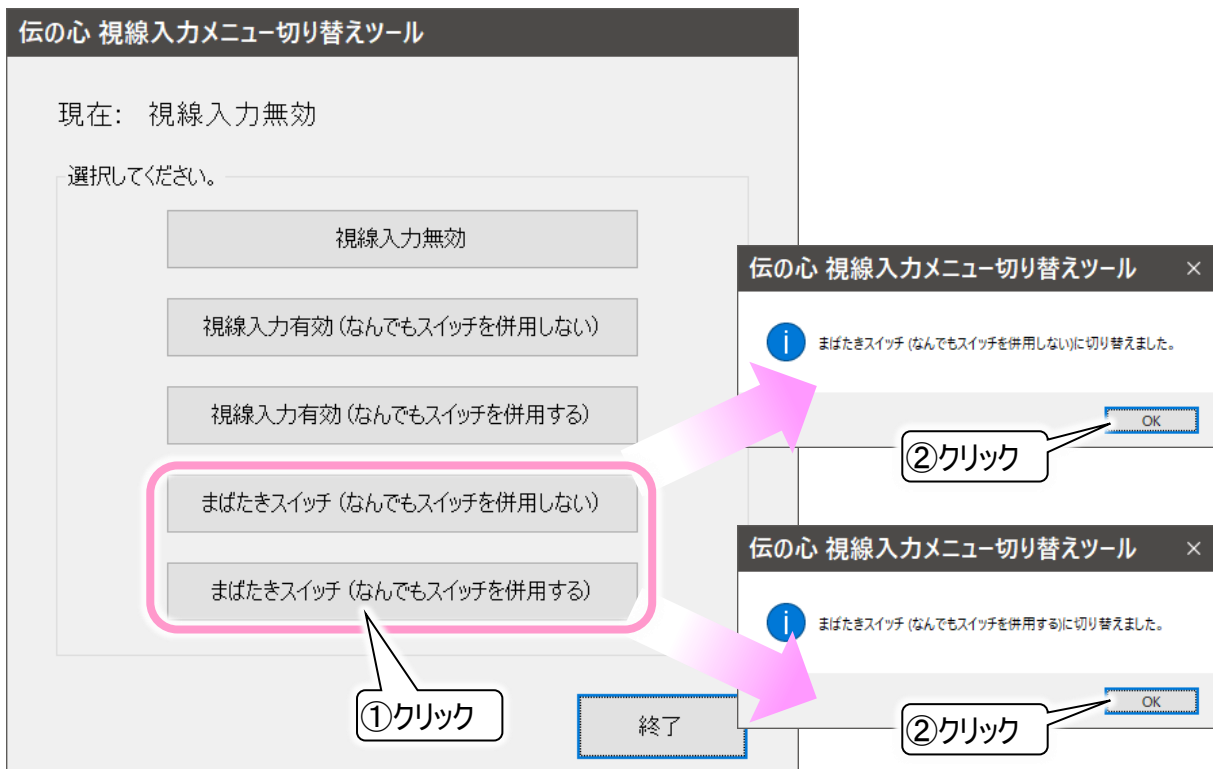 伝の心 視線入力メニュー切り替えツール
現在: 視線入力無効
選択してください。
視線入力無効
視線入力有効 (なんでもスイッチを併用しない)
視線入力有効 (なんでもスイッチを併用する)
まばたきスイッチ (なんでもスイッチを併用しない)
まばたきスイッチ (なんでもスイッチを併用する)
①クリック
終了
伝の心 視線入力メニュー切り替えツール ×
i まばたきスイッチ (なんでもスイッチを併用しない)に切り替えました。
OK
②クリック
伝の心 視線入力メニュー切り替えツール ×
i まばたきスイッチ (なんでもスイッチを併用する)に切り替えました。
OK
②クリック